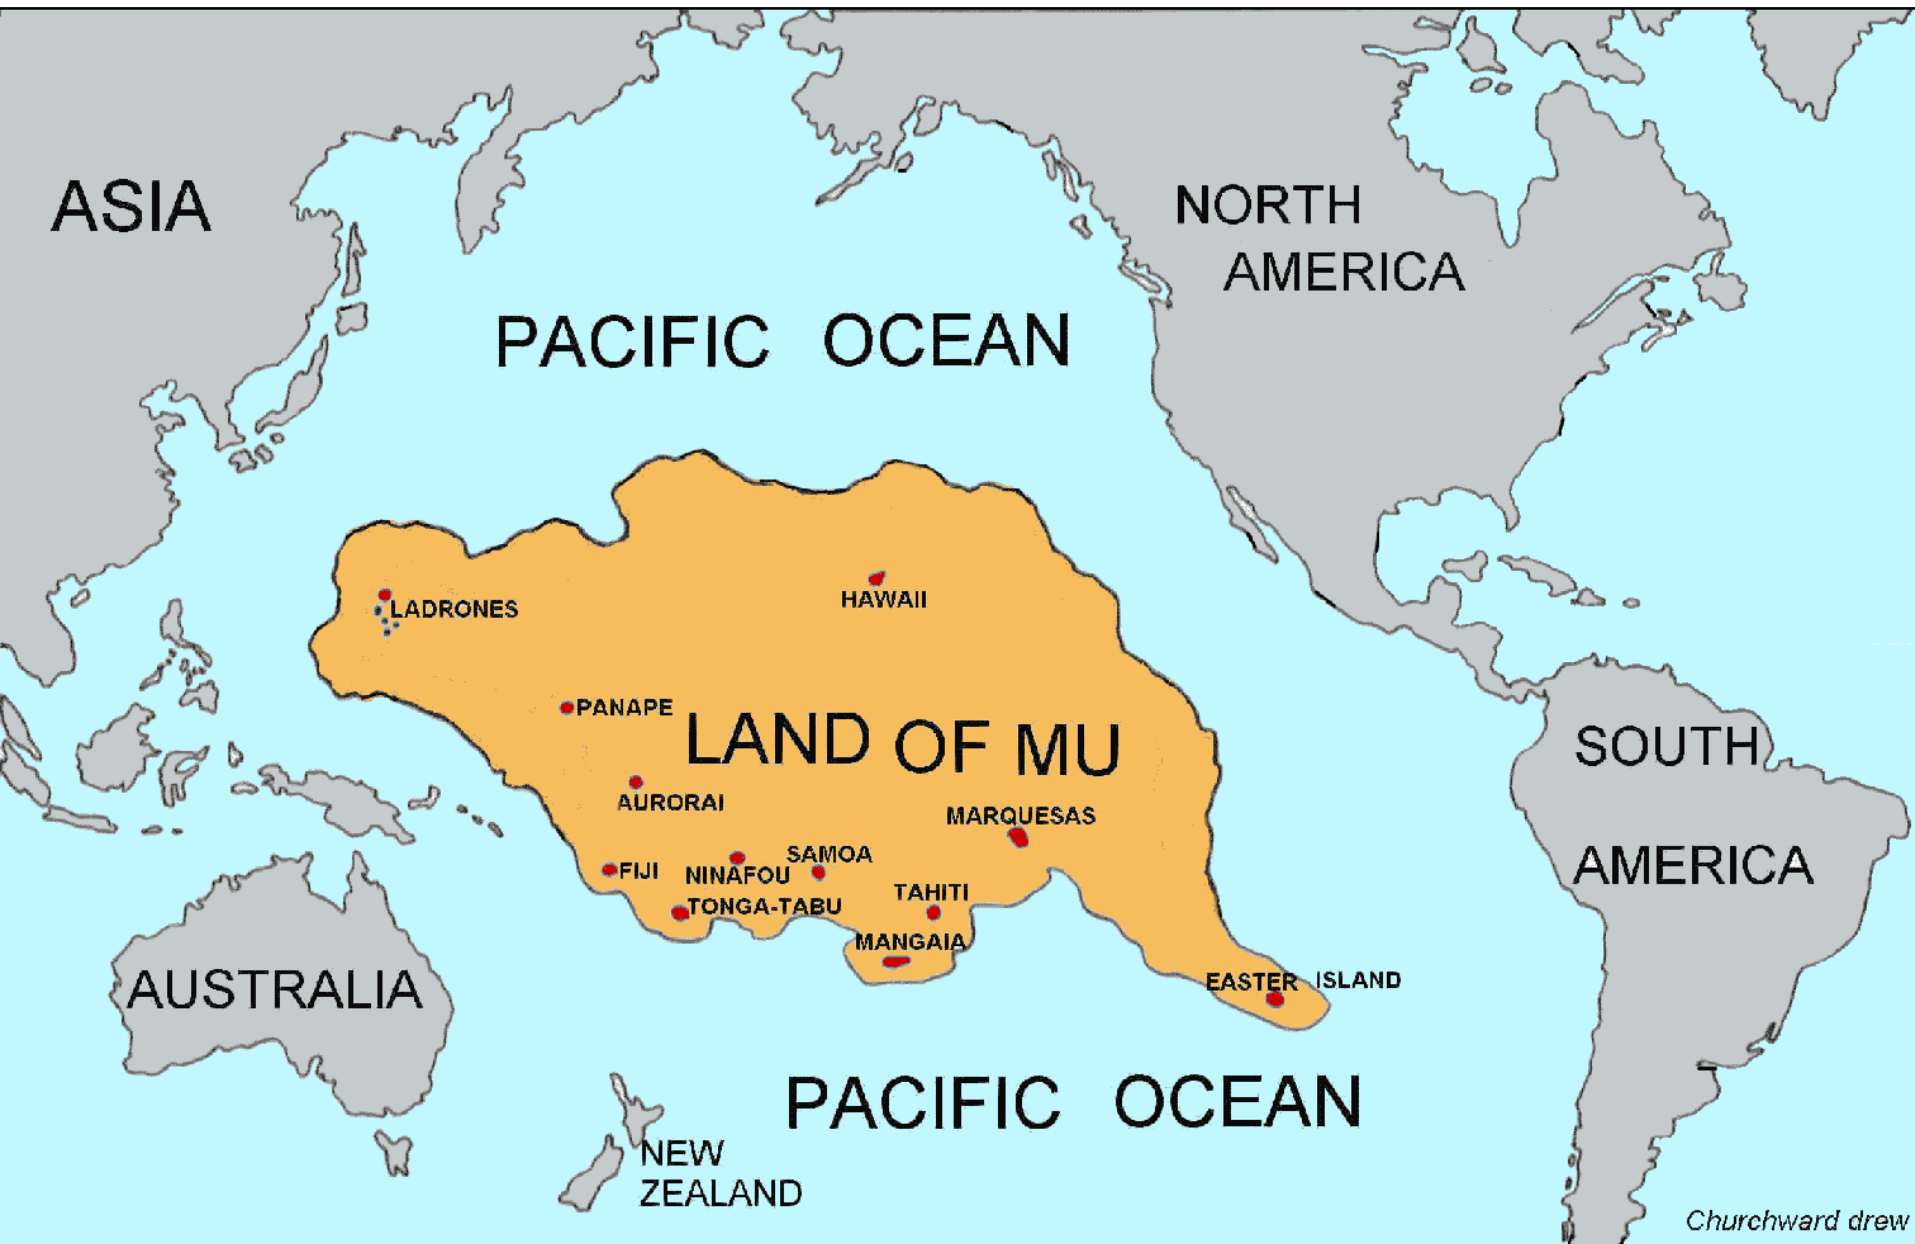 ASIA
NORTH
AMERICA
PACIFIC OCEAN
HAWAII
LADRONES
PANAPE
LAND OF MU
SOUTH
AURORAI
MARQUESAS
SAMOA
AMERICA
FIJI
NINAFOU
TAHITI
TONGA-TABU
MANGAIA
EASTER ISLAND
AUSTRALIA
PACIFIC OCEAN
NEW
ZEALAND
Churchward drew